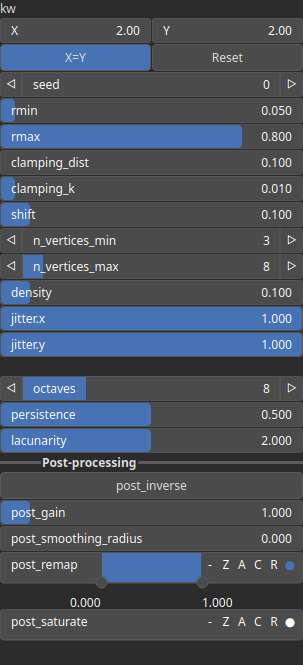 kw
X 2.00 Y 2.00
X=Y Reset
seed 0
rmin 0.050
rmax 0.800
clamping_dist 0.100
clamping_k 0.010
shift 0.100
n_vertices_min 3
n_vertices_max 8
density 0.100
jitter.x 1.000
jitter.y 1.000
octaves 8
persistence 0.500
lacunarity 2.000
Post-processing
post_inverse
post_gain 1.000
post_smoothing_radius 0.000
post_remap - Z A C R
0.000 1.000
post_saturate - Z A C R